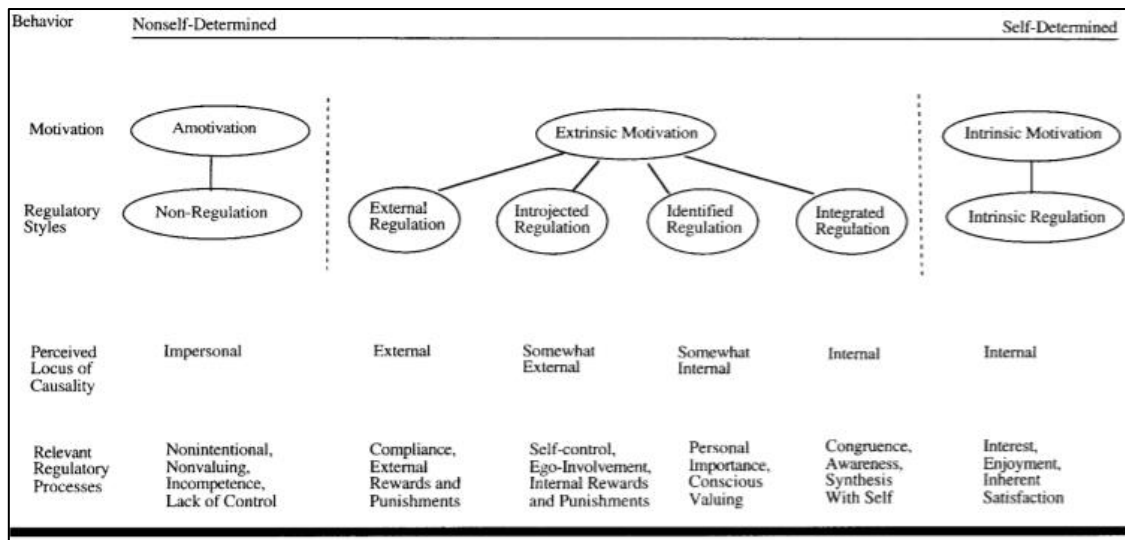 Behavior
Nonself-Determined
Self-Determined
Motivation
Amotivation
Extrinsic Motivation
Intrinsic Motivation
Regulatory
Styles
Non-Regulation
External
Regulation
Introjected
Regulation
Identified
Regulation
Integrated
Regulation
Intrinsic Regulation
Perceived
Locus of
Causality
Impersonal
External
Somewhat
External
Somewhat
Internal
Internal
Internal
Relevant
Regulatory
Processes
Nonintentional,
Nonvaluing,
Incompetence,
Lack of Control
Compliance,
External
Rewards and
Punishments
Self-control,
Ego-Involvement,
Internal Rewards
and Punishments
Personal
Importance,
Conscious
Valuing
Congruence,
Awareness,
Synthesis
With Self
Interest,
Enjoyment,
Inherent
Satisfaction